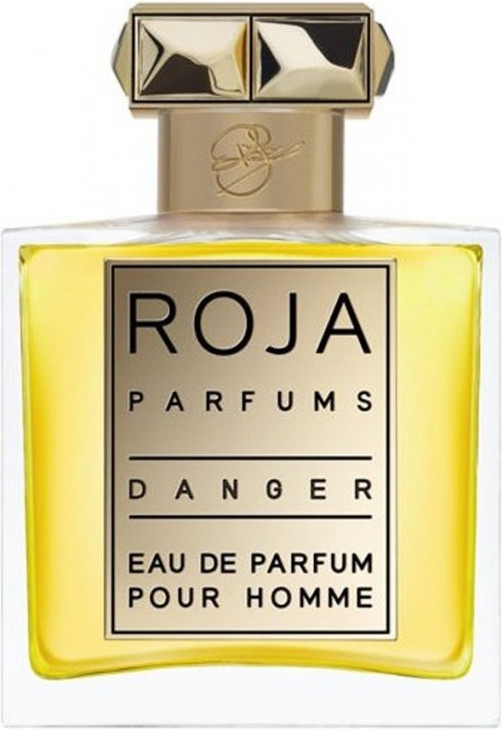 ROJA
PARFUMS
DANGER
EAU DE PARFUM
POUR HOMME